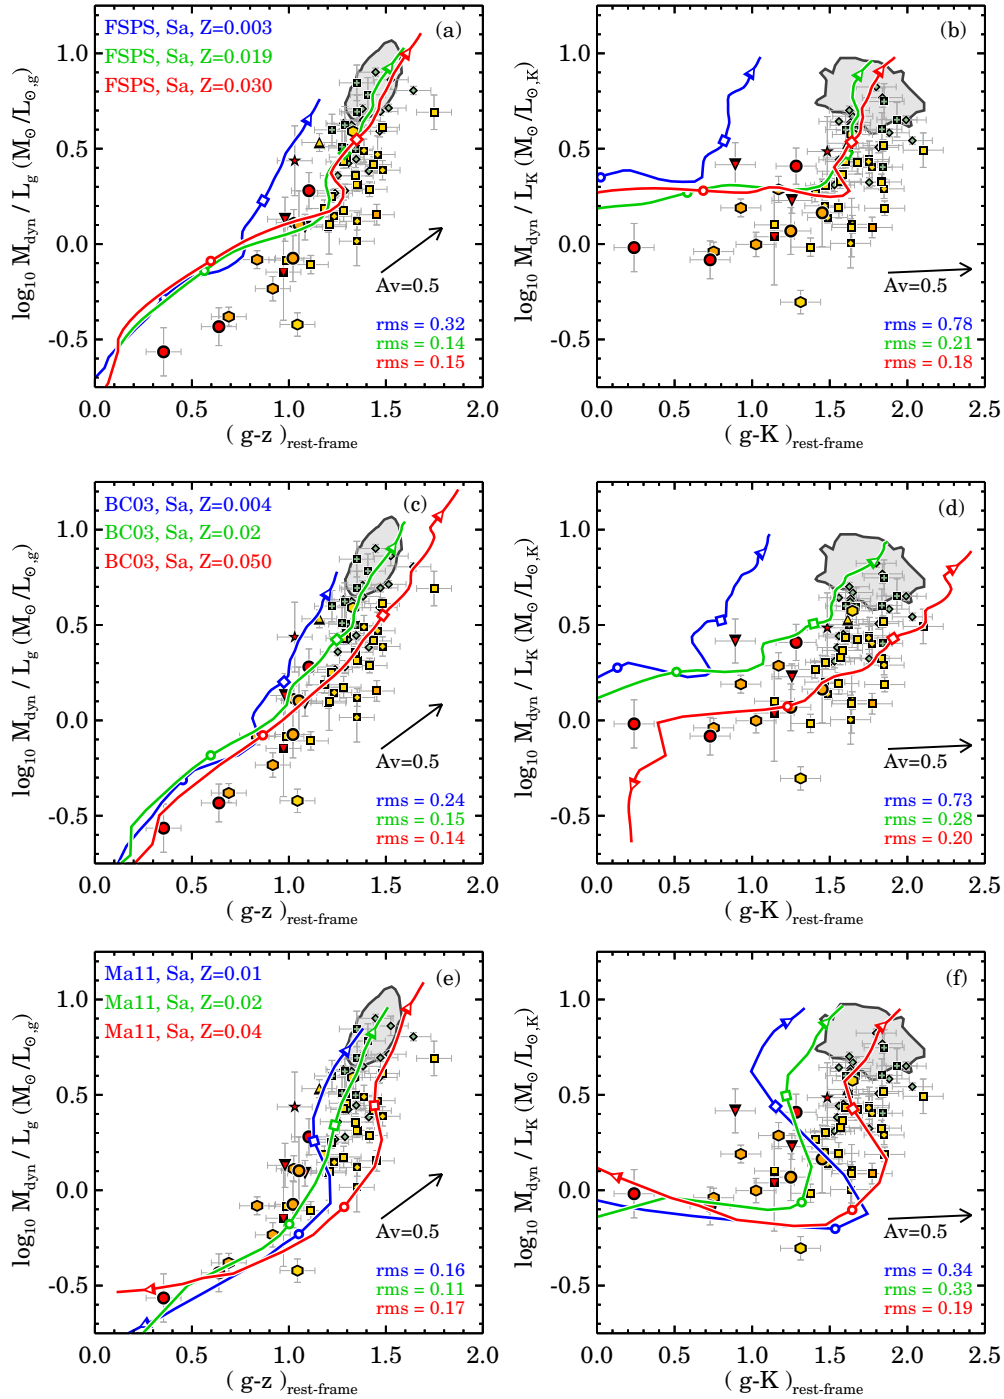 FSPS, Sa, Z=0.003
FSPS, Sa, Z=0.019
FSPS, Sa, Z=0.030
(a)
1.0
0.5
0.0
-0.5
log10 Mdyn / Lg (M⊙/L⊙,g)
Av=0.5
rms = 0.32
rms = 0.14
rms = 0.15
0.0 0.5 1.0 1.5 2.0
( g-z )rest-frame
(b)
1.0
0.5
0.0
-0.5
log10 Mdyn / LK (M⊙/L⊙,K)
Av=0.5
rms = 0.78
rms = 0.21
rms = 0.18
0.0 0.5 1.0 1.5 2.0 2.5
( g-K )rest-frame
BC03, Sa, Z=0.004
BC03, Sa, Z=0.02
BC03, Sa, Z=0.050
(c)
1.0
0.5
0.0
-0.5
log10 Mdyn / Lg (M⊙/L⊙,g)
Av=0.5
rms = 0.24
rms = 0.15
rms = 0.14
0.0 0.5 1.0 1.5 2.0
( g-z )rest-frame
(d)
1.0
0.5
0.0
-0.5
log10 Mdyn / LK (M⊙/L⊙,K)
Av=0.5
rms = 0.73
rms = 0.28
rms = 0.20
0.0 0.5 1.0 1.5 2.0 2.5
( g-K )rest-frame
Ma11, Sa, Z=0.01
Ma11, Sa, Z=0.02
Ma11, Sa, Z=0.04
(e)
1.0
0.5
0.0
-0.5
log10 Mdyn / Lg (M⊙/L⊙,g)
Av=0.5
rms = 0.16
rms = 0.11
rms = 0.17
0.0 0.5 1.0 1.5 2.0
( g-z )rest-frame
(f)
1.0
0.5
0.0
-0.5
log10 Mdyn / LK (M⊙/L⊙,K)
Av=0.5
rms = 0.34
rms = 0.33
rms = 0.19
0.0 0.5 1.0 1.5 2.0 2.5
( g-K )rest-frame